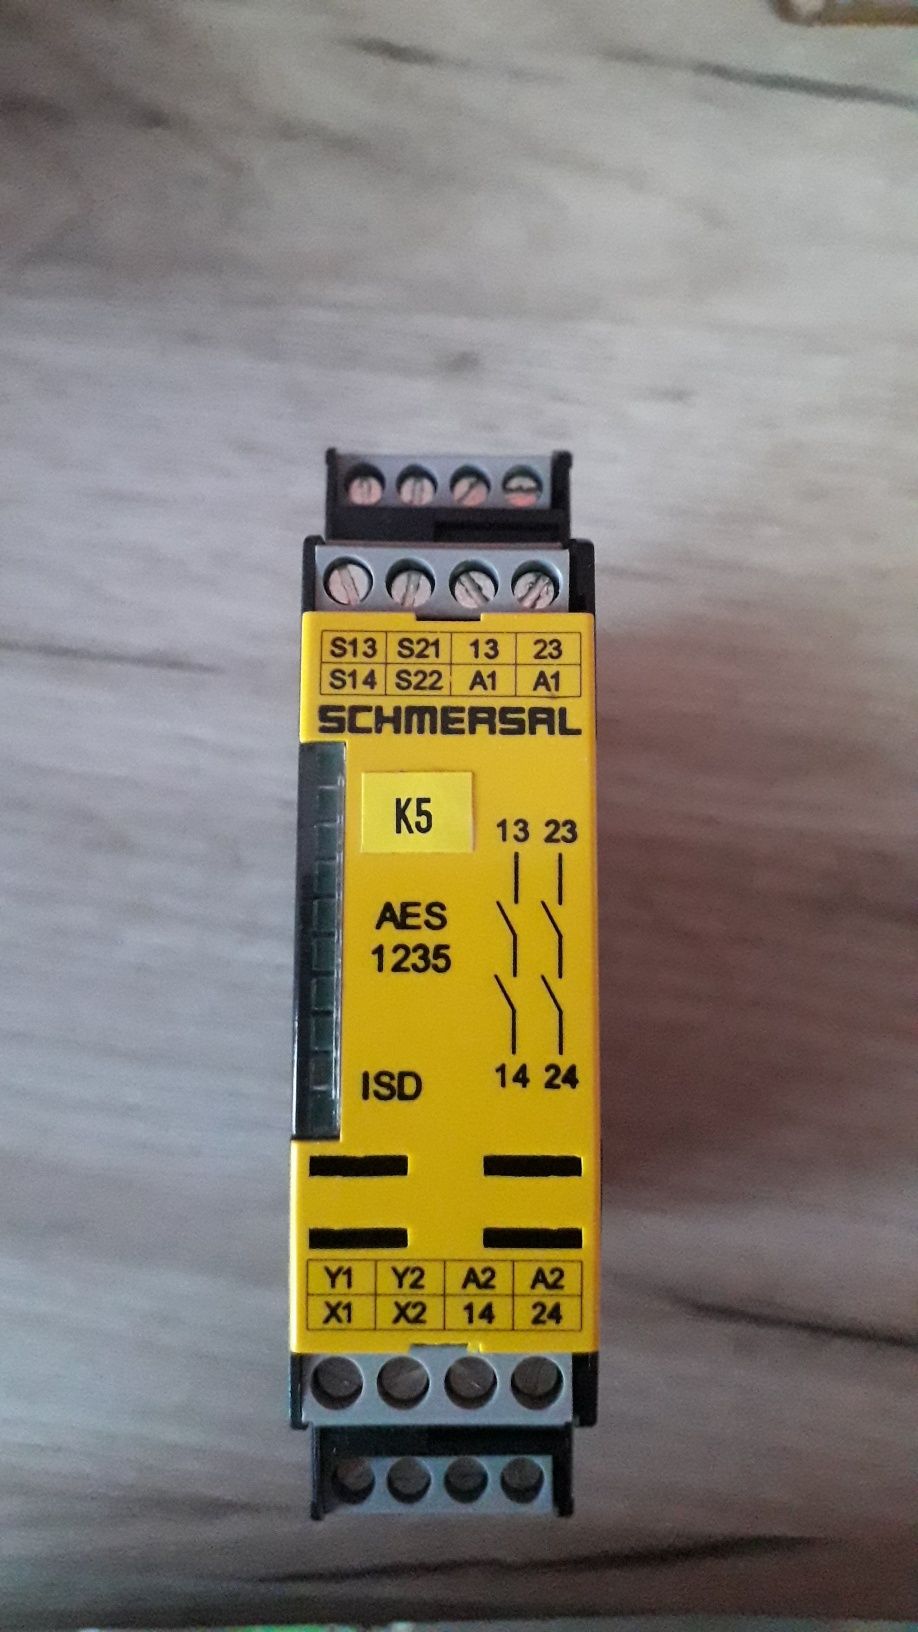 S13 S21 13 23
S14 S22 A1 A1
SCHMERSAL
K5
13 23
AES
1235
14 24
ISD
Y1 Y2 A2 A2
X1 X2 14 24